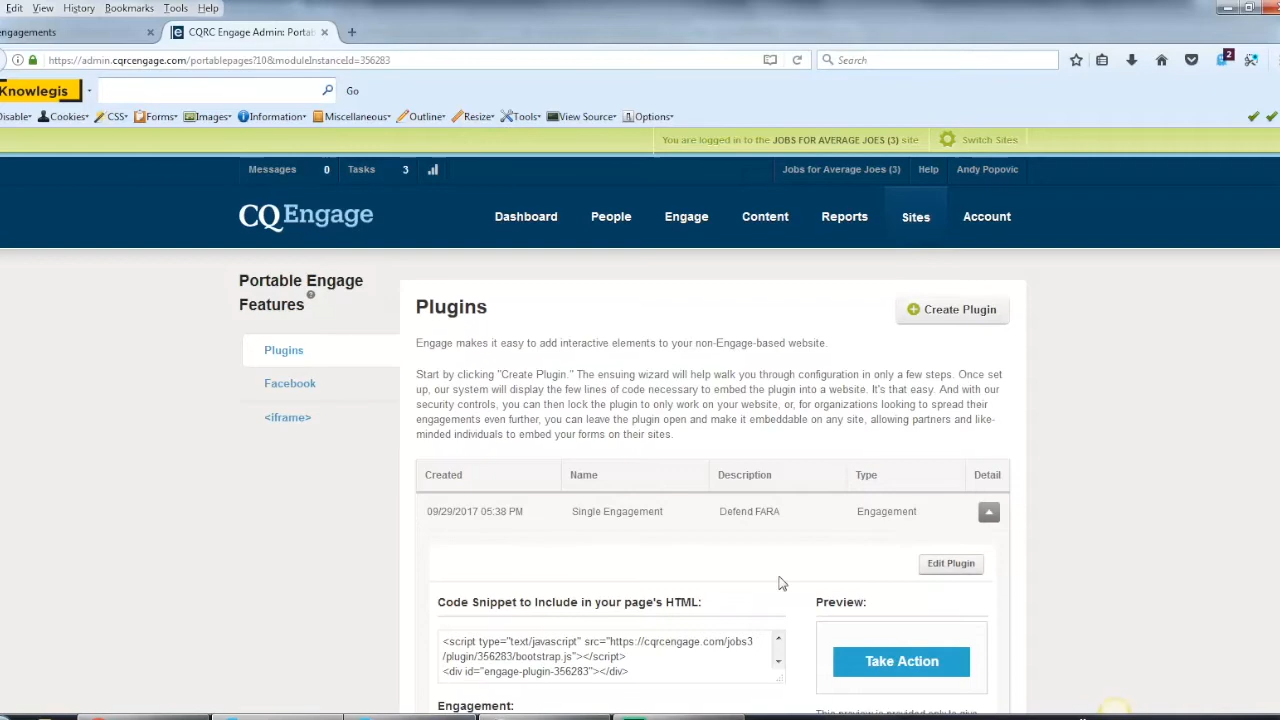 Edit View History Bookmarks Tools Help
engagements × CQRC Engage Admin: Portab × +
https://admin.cqrcengage.com/portablepages?10&moduleInstanceId=356283 Search 2
Knowlegis Go
Disable Cookies CSS Forms Images Information Miscellaneous Outline Resize Tools View Source Options
You are logged in to the JOBS FOR AVERAGE JOES (3) site Switch Sites
Messages 0 Tasks 3 Jobs for Average Joes (3) Help Andy Popovic
CQ Engage Dashboard People Engage Content Reports Sites Account
Portable Engage
Features ?
Plugins
Facebook
<iframe>
Plugins
Create Plugin
Engage makes it easy to add interactive elements to your non-Engage-based website.
Start by clicking "Create Plugin." The ensuing wizard will help walk you through configuration in only a few steps. Once set
up, our system will display the few lines of code necessary to embed the plugin into a website. It's that easy. And with our
security controls, you can then lock the plugin to only work on your website, or, for organizations looking to spread their
engagements even further, you can leave the plugin open and make it embeddable on any site, allowing partners and like-
minded individuals to embed your forms on their sites.
Created Name Description Type Detail
09/29/2017 05:38 PM Single Engagement Defend FARA Engagement
Edit Plugin
Code Snippet to Include in your page's HTML:
<script type="text/javascript" src="https://cqrcengage.com/jobs3
/plugin/356283/bootstrap.js"></script>
<div id="engage-plugin-356283"></div>
Engagement:
Preview:
Take Action
This preview is provided only to give